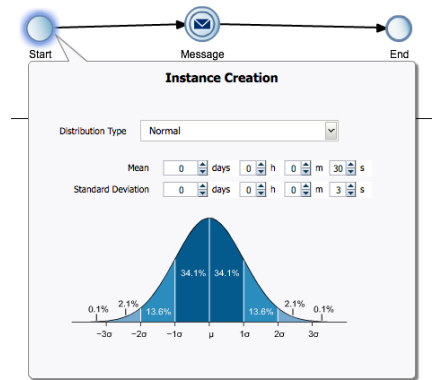 Start Message End
Instance Creation
Distribution Type Normal
Mean 0 days 0 h 0 m 30 s
Standard Deviation 0 days 0 h 0 m 3 s
34.1% 34.1%
0.1% 2.1% 13.6% 13.6% 2.1% 0.1%
−3σ −2σ −1σ μ 1σ 2σ 3σ